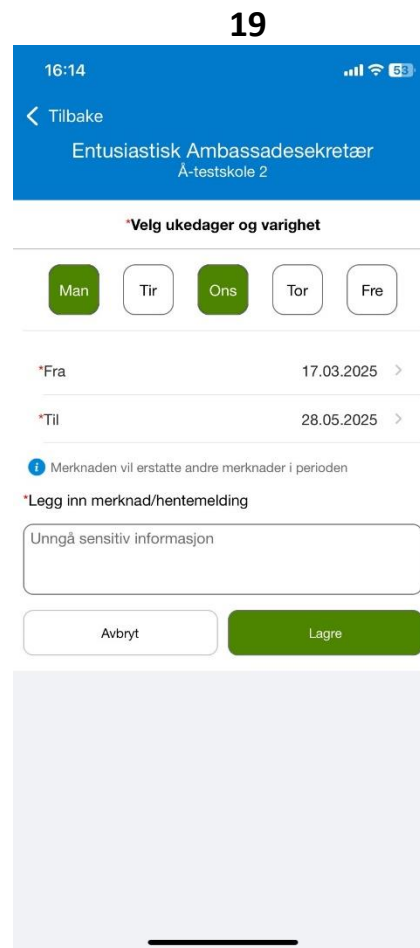 19
16:14
53
Tilbake
Entusiastisk Ambassadesekretær
Å-testskole 2
*Velg ukedager og varighet
Man Tir Ons Tor Fre
*Fra 17.03.2025
*Til 28.05.2025
i Merknaden vil erstatte andre merknader i perioden
*Legg inn merknad/hentemelding
Unngå sensitiv informasjon
Avbryt Lagre